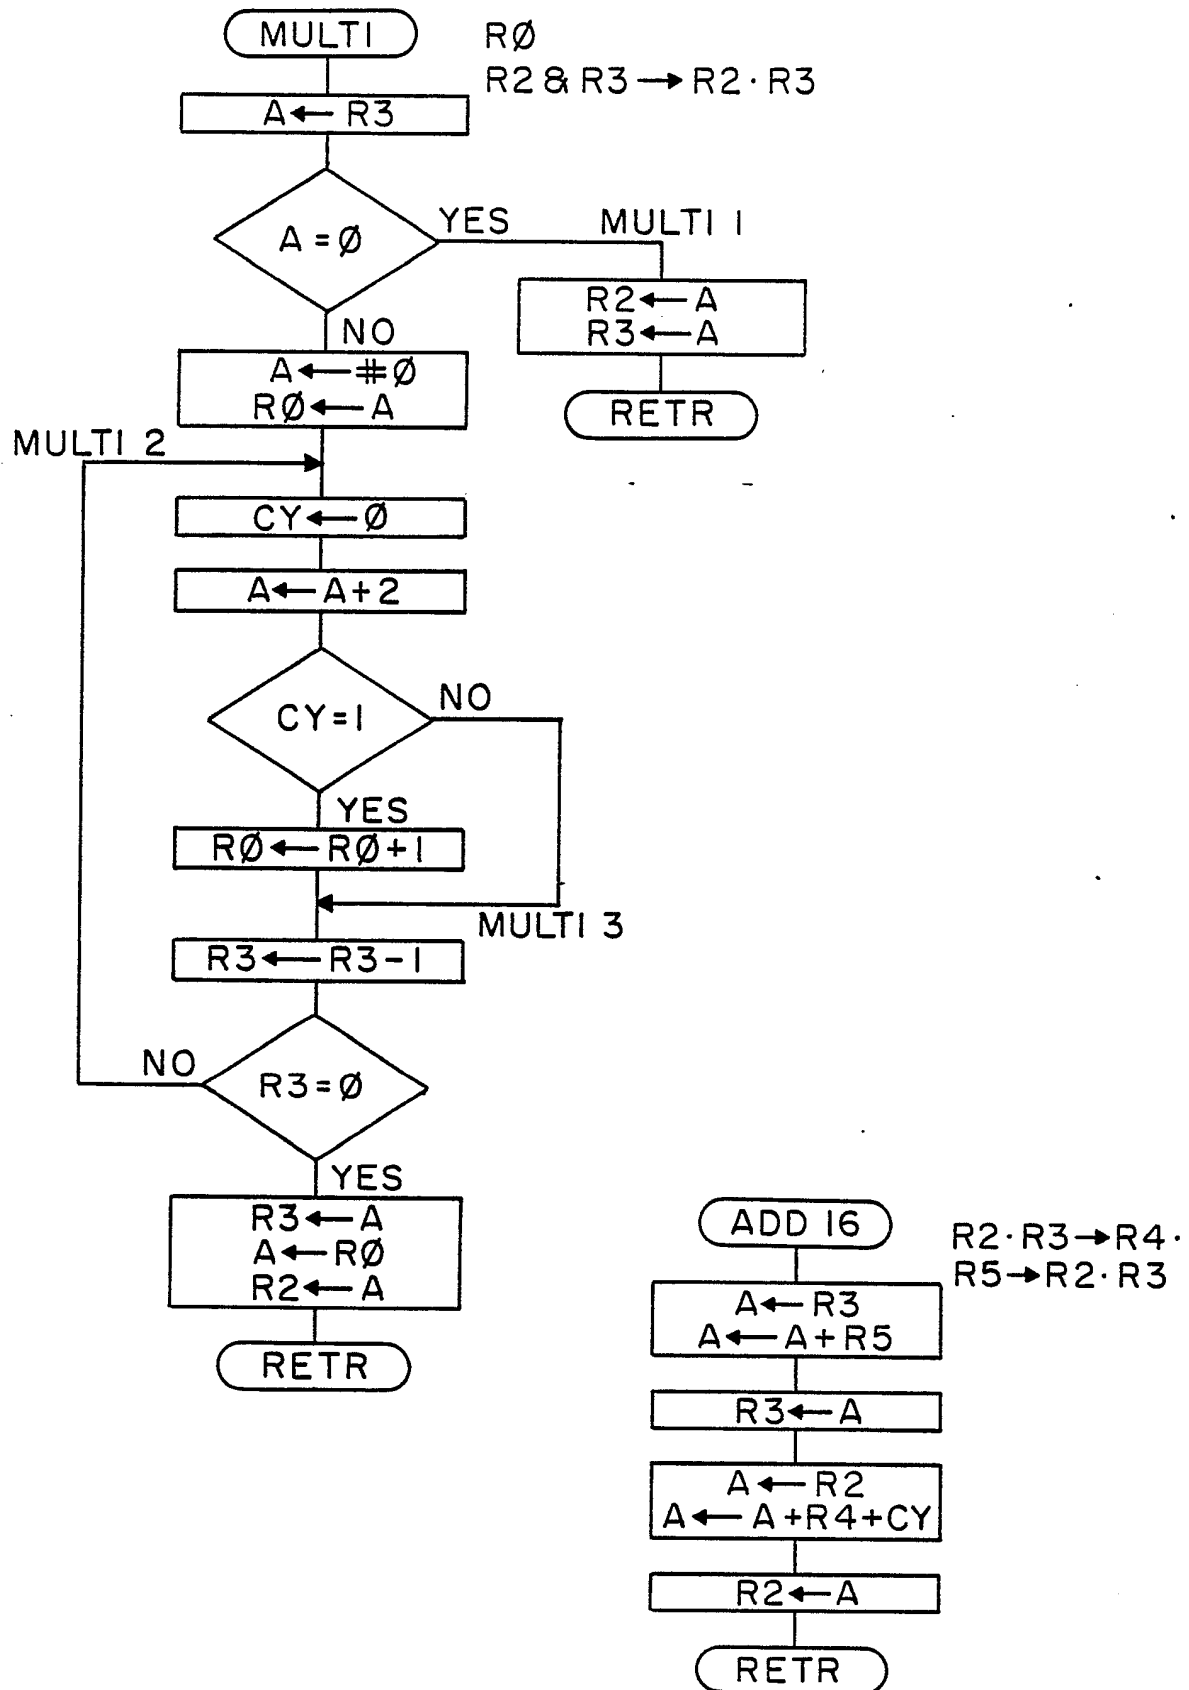 MULTI
RØ
R2 & R3 → R2 · R3
A ← R3
A = Ø
YES
MULTI 1
R2 ← A
R3 ← A
RETR
NO
A ← #Ø
RØ ← A
MULTI 2
CY ← Ø
A ← A + 2
CY = 1
NO
YES
RØ ← RØ + 1
MULTI 3
R3 ← R3 - 1
R3 = Ø
NO
YES
R3 ← A
A ← RØ
R2 ← A
RETR
ADD 16
R2 · R3 → R4 ·
R5 → R2 · R3
A ← R3
A ← A + R5
R3 ← A
A ← R2
A ← A + R4 + CY
R2 ← A
RETR